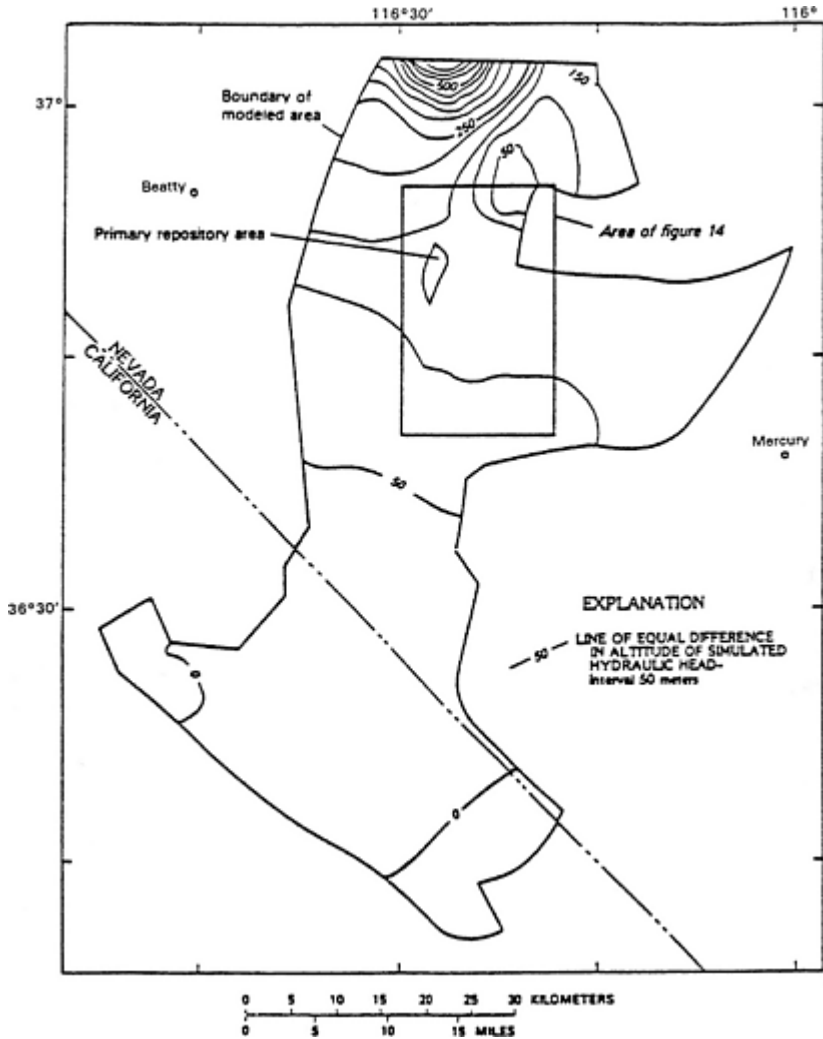 116°30′
116°
37°
150
500
Boundary of
modeled area
250
50
Beatty
Area of figure 14
Primary repository area
NEVADA
CALIFORNIA
Mercury
50
36°30′
EXPLANATION
50
LINE OF EQUAL DIFFERENCE
IN ALTITUDE OF SIMULATED
HYDRAULIC HEAD–
interval 50 meters
0
0
0 5 10 15 20 25 30 KILOMETERS
0 5 10 15 MILES